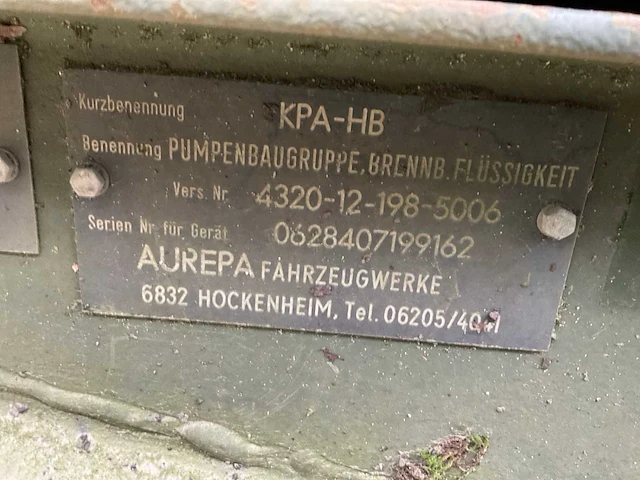 Kurzbenennung KPA-HB
Benennung PUMPENBAUGRUPPE, BRENNB. FLÜSSIGKEIT
Vers. Nr. 4320-12-198-5006
Serien Nr. für Gerät 0628407199162
AUREPA FAHRZEUGWERKE
6832 HOCKENHEIM, Tel. 06205/